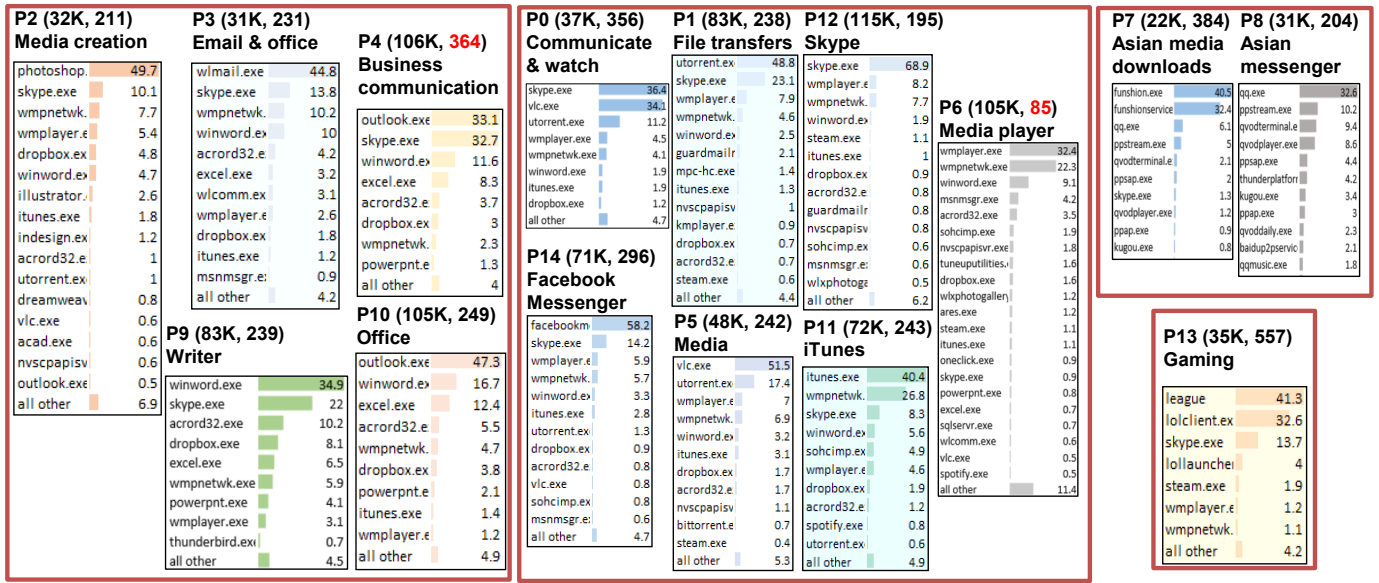 P2 (32K, 211)
Media creation
photoshop. 49.7
skype.exe 10.1
wmpnetwk. 7.7
wmplayer.e 5.4
dropbox.ex 4.8
winword.ex 4.7
illustrator. 2.6
itunes.exe 1.8
indesign.ex 1.2
acrord32.e 1
utorrent.ex 1
dreamweav 0.8
vlc.exe 0.6
acad.exe 0.6
nvscpapisv 0.6
outlook.exe 0.5
all other 6.9
P3 (31K, 231)
Email & office
wlmail.exe 44.8
skype.exe 13.8
wmpnetwk. 10.2
winword.ex 10
acrord32.e 4.2
excel.exe 3.2
wlcomm.ex 3.1
wmplayer.e 2.6
dropbox.ex 1.8
itunes.exe 1.2
msnmsgr.e 0.9
all other 4.2
P4 (106K, 364)
Business
communication
outlook.exe 33.1
skype.exe 32.7
winword.ex 11.6
excel.exe 8.3
acrord32.e 3.7
dropbox.ex 3
wmpnetwk. 2.3
powerpnt.e 1.3
all other 4
P9 (83K, 239)
Writer
winword.exe 34.9
skype.exe 22
acrord32.exe 10.2
dropbox.exe 8.1
excel.exe 6.5
wmpnetwk.exe 5.9
powerpnt.exe 4.1
wmplayer.exe 3.1
thunderbird.exe 0.7
all other 4.5
P10 (105K, 249)
Office
outlook.exe 47.3
winword.ex 16.7
excel.exe 12.4
acrord32.e 5.5
wmpnetwk. 4.7
dropbox.ex 3.8
powerpnt.e 2.1
itunes.exe 1.4
wmplayer.e 1.2
all other 4.9
P0 (37K, 356)
Communicate
& watch
skype.exe 36.4
vlc.exe 34.1
utorrent.exe 11.2
wmplayer.exe 4.5
wmpnetwk.exe 4.1
winword.exe 1.9
itunes.exe 1.9
dropbox.exe 1.2
all other 4.7
P1 (83K, 238)
File transfers
utorrent.ex 48.8
skype.exe 23.1
wmplayer.e 7.9
wmpnetwk. 4.6
winword.ex 2.5
guardmailr 2.1
mpc-hc.exe 1.4
itunes.exe 1.3
nvscpapisv 1
kmplayer.ex 0.9
dropbox.ex 0.7
acrord32.e 0.7
steam.exe 0.6
all other 4.4
P12 (115K, 195)
Skype
skype.exe 68.9
wmplayer.e 8.2
wmpnetwk. 7.7
winword.ex 1.9
steam.exe 1.1
itunes.exe 1
dropbox.ex 0.9
acrord32.e 0.8
guardmailr 0.8
nvscpapisv 0.8
sohcimp.ex 0.6
msnmsgr.e 0.6
wlxphotoga 0.5
all other 6.2
P14 (71K, 296)
Facebook
Messenger
facebookm 58.2
skype.exe 14.2
wmplayer.e 5.9
wmpnetwk. 5.7
winword.ex 3.3
itunes.exe 2.8
utorrent.ex 1.3
dropbox.ex 0.9
acrord32.e 0.8
vlc.exe 0.8
sohcimp.ex 0.8
msnmsgr.e 0.6
all other 4.7
P5 (48K, 242)
Media
vlc.exe 51.5
utorrent.ex 17.4
wmplayer.e 7
wmpnetwk. 6.9
winword.ex 3.2
itunes.exe 3.1
dropbox.ex 1.7
acrord32.e 1.7
nvscpapisv 1.1
bittorrent.e 0.7
steam.exe 0.4
all other 5.3
P11 (72K, 243)
iTunes
itunes.exe 40.4
wmpnetwk. 26.8
skype.exe 8.3
winword.ex 5.6
sohcimp.ex 4.9
wmplayer.e 4.6
dropbox.ex 1.9
acrord32.e 1.2
spotify.exe 0.8
utorrent.ex 0.6
all other 4.9
P6 (105K, 85)
Media player
wmplayer.exe 32.4
wmpnetwk.exe 22.3
winword.exe 9.1
msnmsgr.exe 4.2
acrord32.exe 3.5
sohcimp.exe 1.9
nvscpapisvr.exe 1.8
tuneuputilities. 1.6
dropbox.exe 1.6
wlxphotogallery 1.2
ares.exe 1.2
steam.exe 1.1
itunes.exe 1.1
oneclick.exe 0.9
skype.exe 0.9
powerpnt.exe 0.8
excel.exe 0.7
sqlservr.exe 0.7
wlcomm.exe 0.6
vlc.exe 0.5
spotify.exe 0.5
all other 11.4
P7 (22K, 384)
Asian media
downloads
funshion.exe 40.5
funshionservice 32.4
qq.exe 6.1
ppstream.exe 5
qvodterminal.e 2.1
ppsap.exe 2
skype.exe 1.3
qvodplayer.exe 1.2
ppap.exe 0.9
kugou.exe 0.8
P8 (31K, 204)
Asian
messenger
qq.exe 32.6
ppstream.exe 10.2
qvodterminal.e 9.4
qvodplayer.exe 8.6
ppsap.exe 4.4
thunderplatforr 4.2
kugou.exe 3.4
ppap.exe 3
qvoddaily.exe 2.3
baidup2pservic 2.1
qqmusic.exe 1.8
P13 (35K, 557)
Gaming
league 41.3
lolclient.exe 32.6
skype.exe 13.7
lollauncher 4
steam.exe 1.9
wmplayer.e 1.2
wmpnetwk. 1.1
all other 4.2